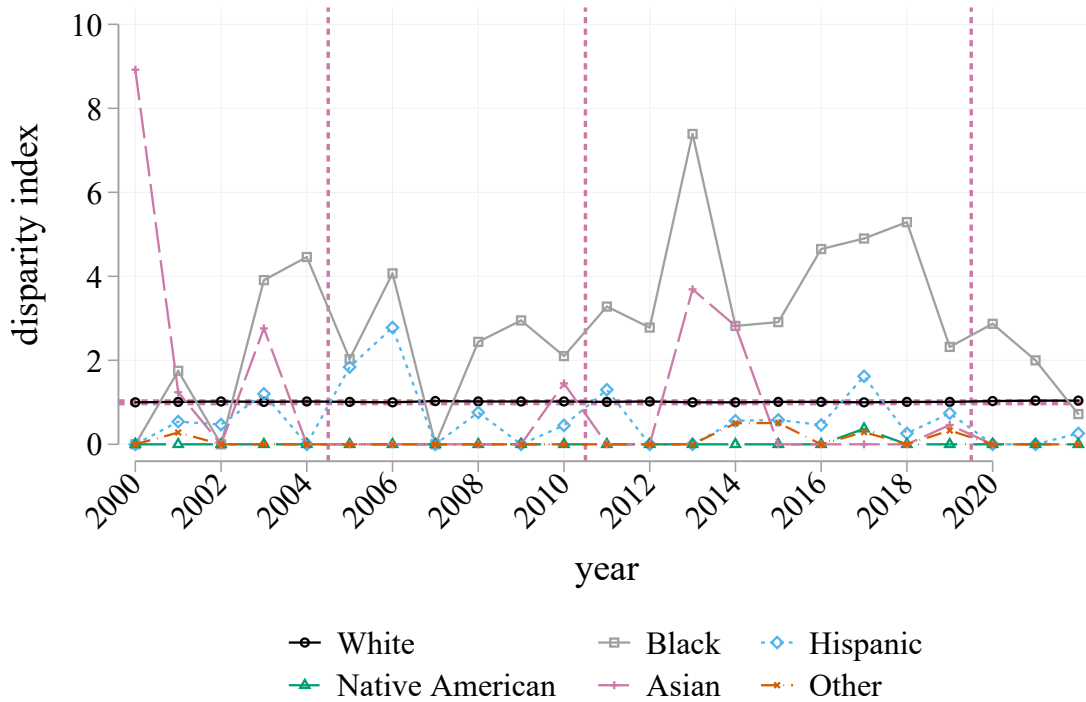 10
8
6
4
2
1
0
disparity index
2000 2002 2004 2006 2008 2010 2012 2014 2016 2018 2020
year
White Black Hispanic
Native American Asian Other